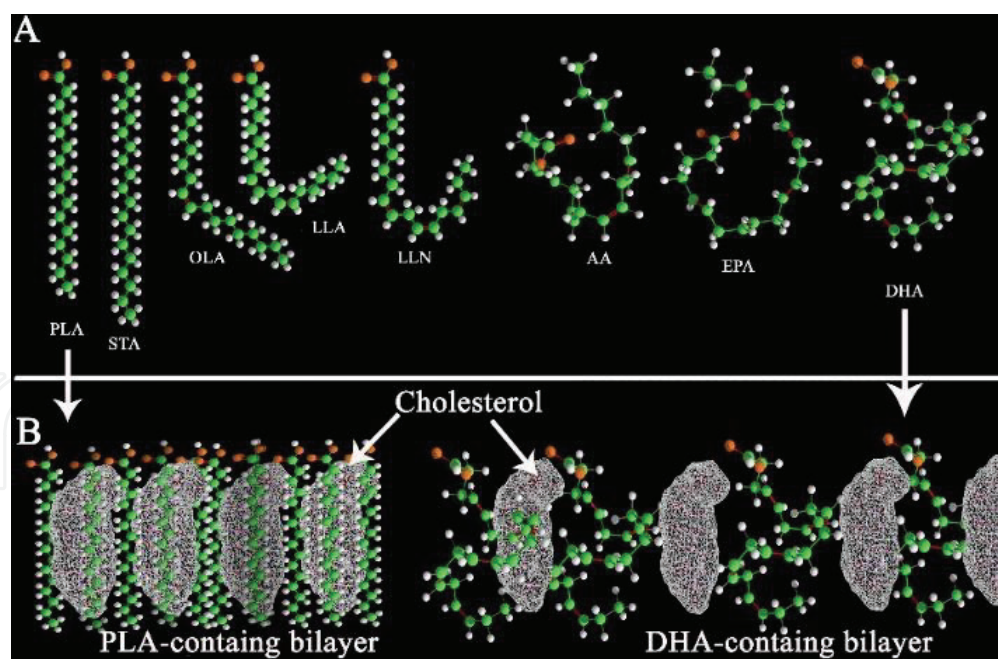 A
OLA
LLA
LLN
AA
EPA
DHA
PLA
STA
B
Cholesterol
PLA-containg bilayer
DHA-containg bilayer